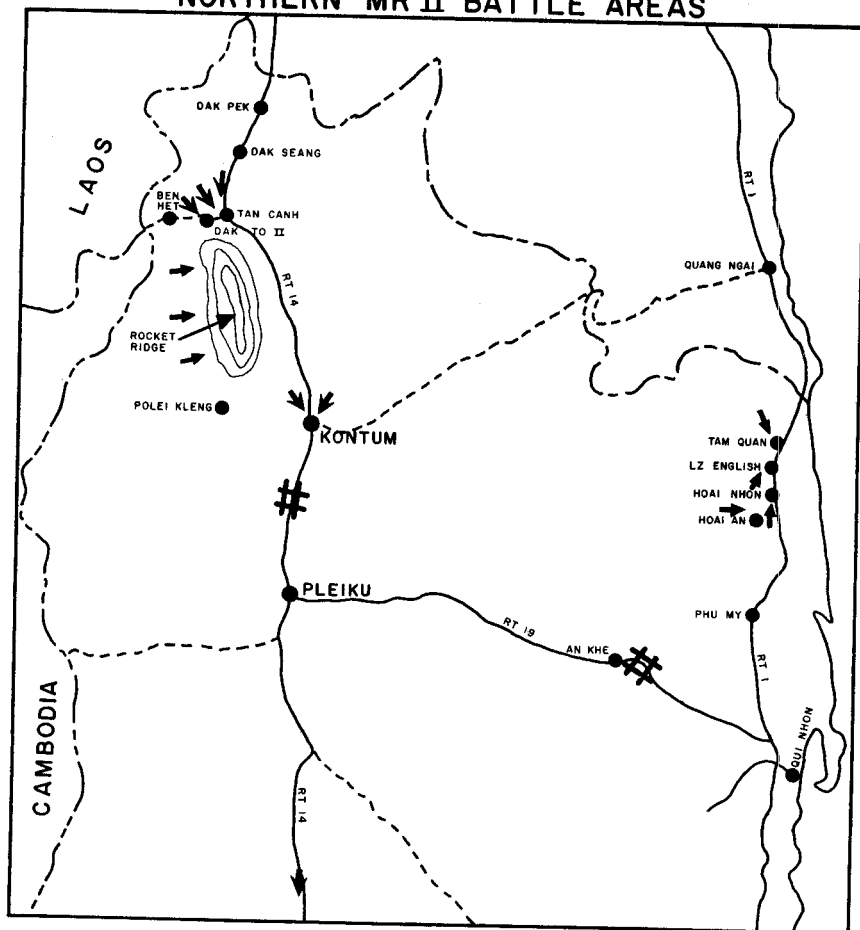 NORTHERN MR II BATTLE AREAS
DAK PEK
LAOS
DAK SEANG
BEN
HET
TAN CANH
DAK TO II
RT 1
QUANG NGAI
RT 14
ROCKET
RIDGE
POLEI KLENG
KONTUM
TAM QUAN
LZ ENGLISH
HOAI NHON
HOAI AN
PLEIKU
PHU MY
RT 19
AN KHE
RT 1
CAMBODIA
QUI NHON
RT 14